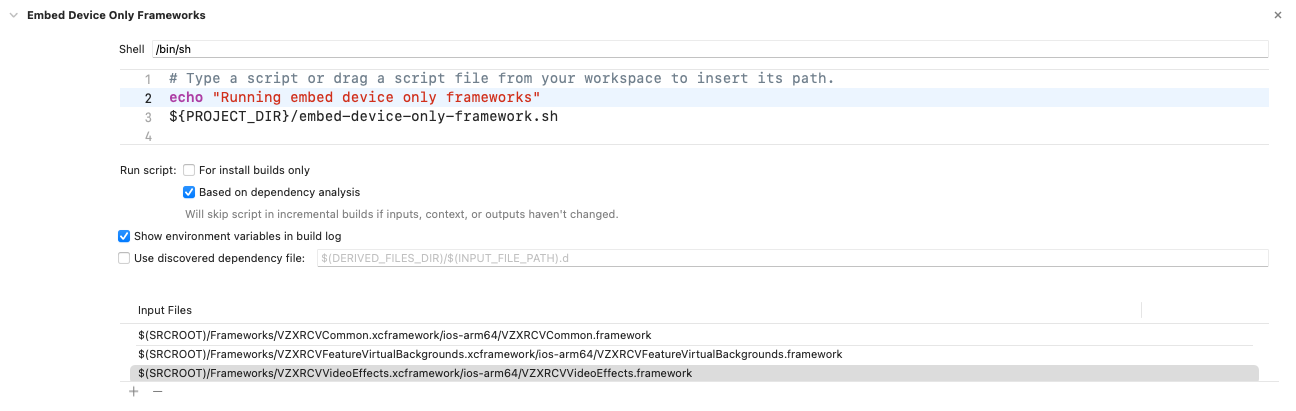 Embed Device Only Frameworks
Shell /bin/sh
1 # Type a script or drag a script file from your workspace to insert its path.
2 echo "Running embed device only frameworks"
3 ${PROJECT_DIR}/embed-device-only-framework.sh
4
Run script: For install builds only
Based on dependency analysis
Will skip script in incremental builds if inputs, context, or outputs haven't changed.
Show environment variables in build log
Use discovered dependency file: $(DERIVED_FILES_DIR)/$(INPUT_FILE_PATH).d
Input Files
$(SRCROOT)/Frameworks/VZXRCVCommon.xcframework/ios-arm64/VZXRCVCommon.framework
$(SRCROOT)/Frameworks/VZXRCVFeatureVirtualBackgrounds.xcframework/ios-arm64/VZXRCVFeatureVirtualBackgrounds.framework
$(SRCROOT)/Frameworks/VZXRCVVideoEffects.xcframework/ios-arm64/VZXRCVVideoEffects.framework